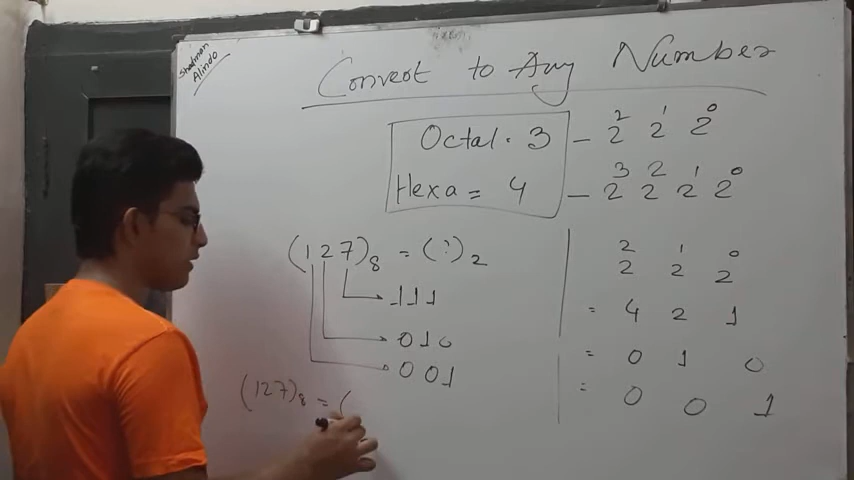 Shadman
Alindo
Convert to Any Number
Octal . 3 – 2² 2¹ 2⁰
Hexa = 4 – 2³ 2² 2¹ 2⁰
(127)₈ = (?)₂
111
010
001
(127)₈ = (
2² 2¹ 2⁰
= 4 2 1
= 0 1 0
= 0 0 1